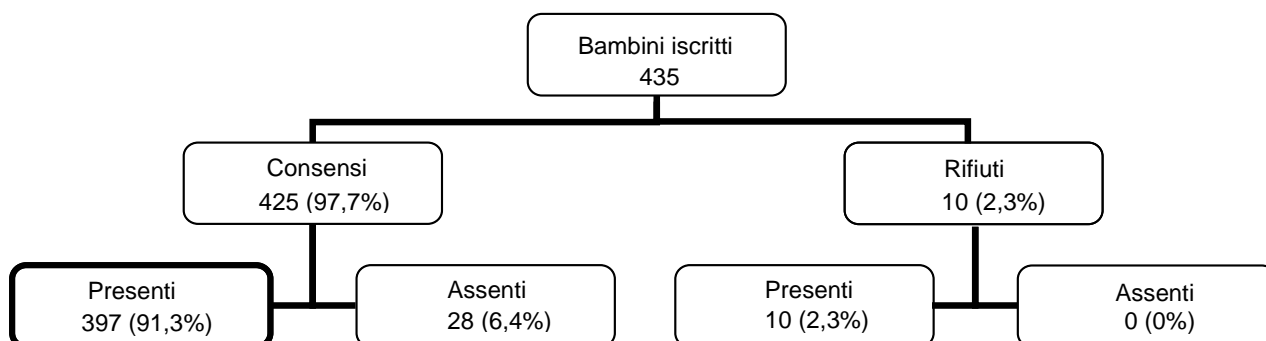 Bambini iscritti
435
Consensi
425 (97,7%)
Rifiuti
10 (2,3%)
Presenti
397 (91,3%)
Assenti
28 (6,4%)
Presenti
10 (2,3%)
Assenti
0 (0%)